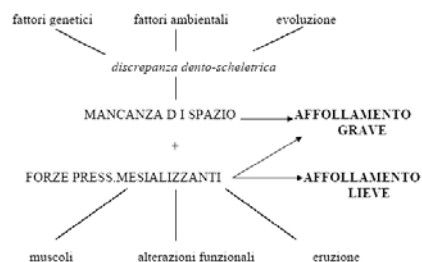 fattori genetici fattori ambientali evoluzione
discrepanza dento-scheletrica
MANCANZA D I SPAZIO AFFOLLAMENTO
GRAVE
+
FORZE PRESS.MESIALIZZANTI AFFOLLAMENTO
LIEVE
muscoli alterazioni funzionali eruzione